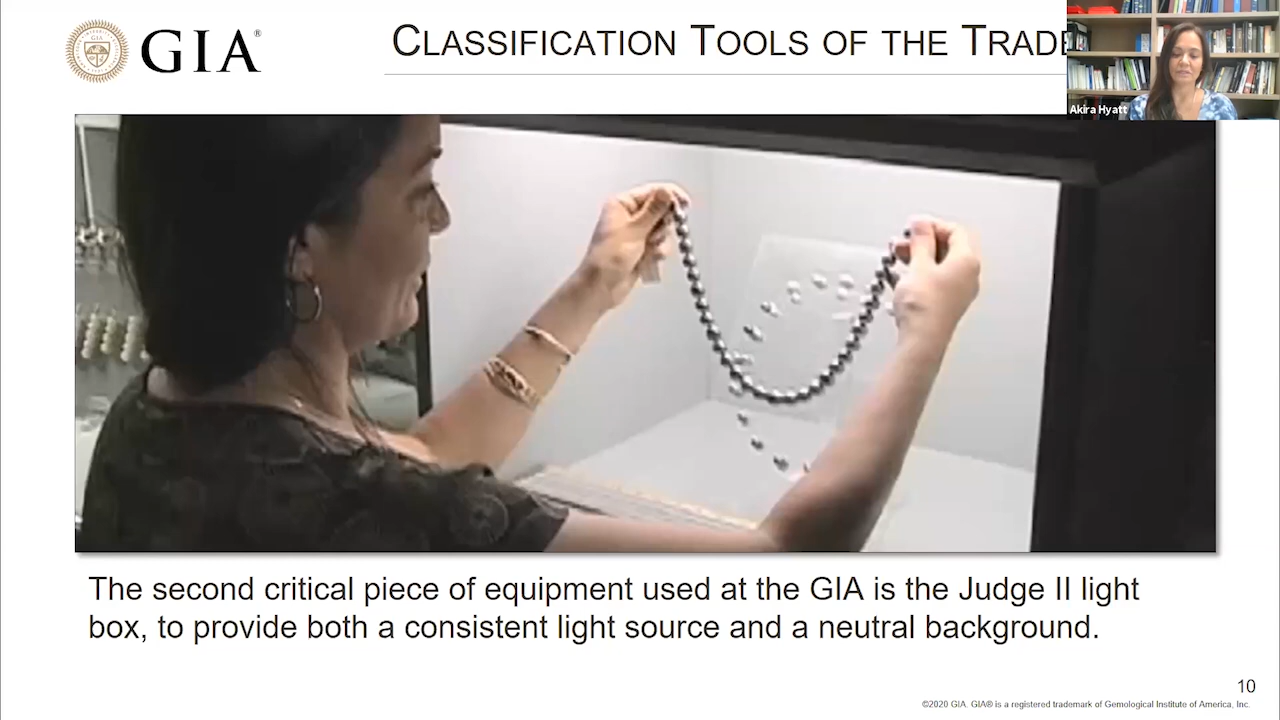 GIA®
CLASSIFICATION TOOLS OF THE TRADE
Akira Hyatt
The second critical piece of equipment used at the GIA is the Judge II light
box, to provide both a consistent light source and a neutral background.
10
©2020 GIA. GIA® is a registered trademark of Gemological Institute of America, Inc.